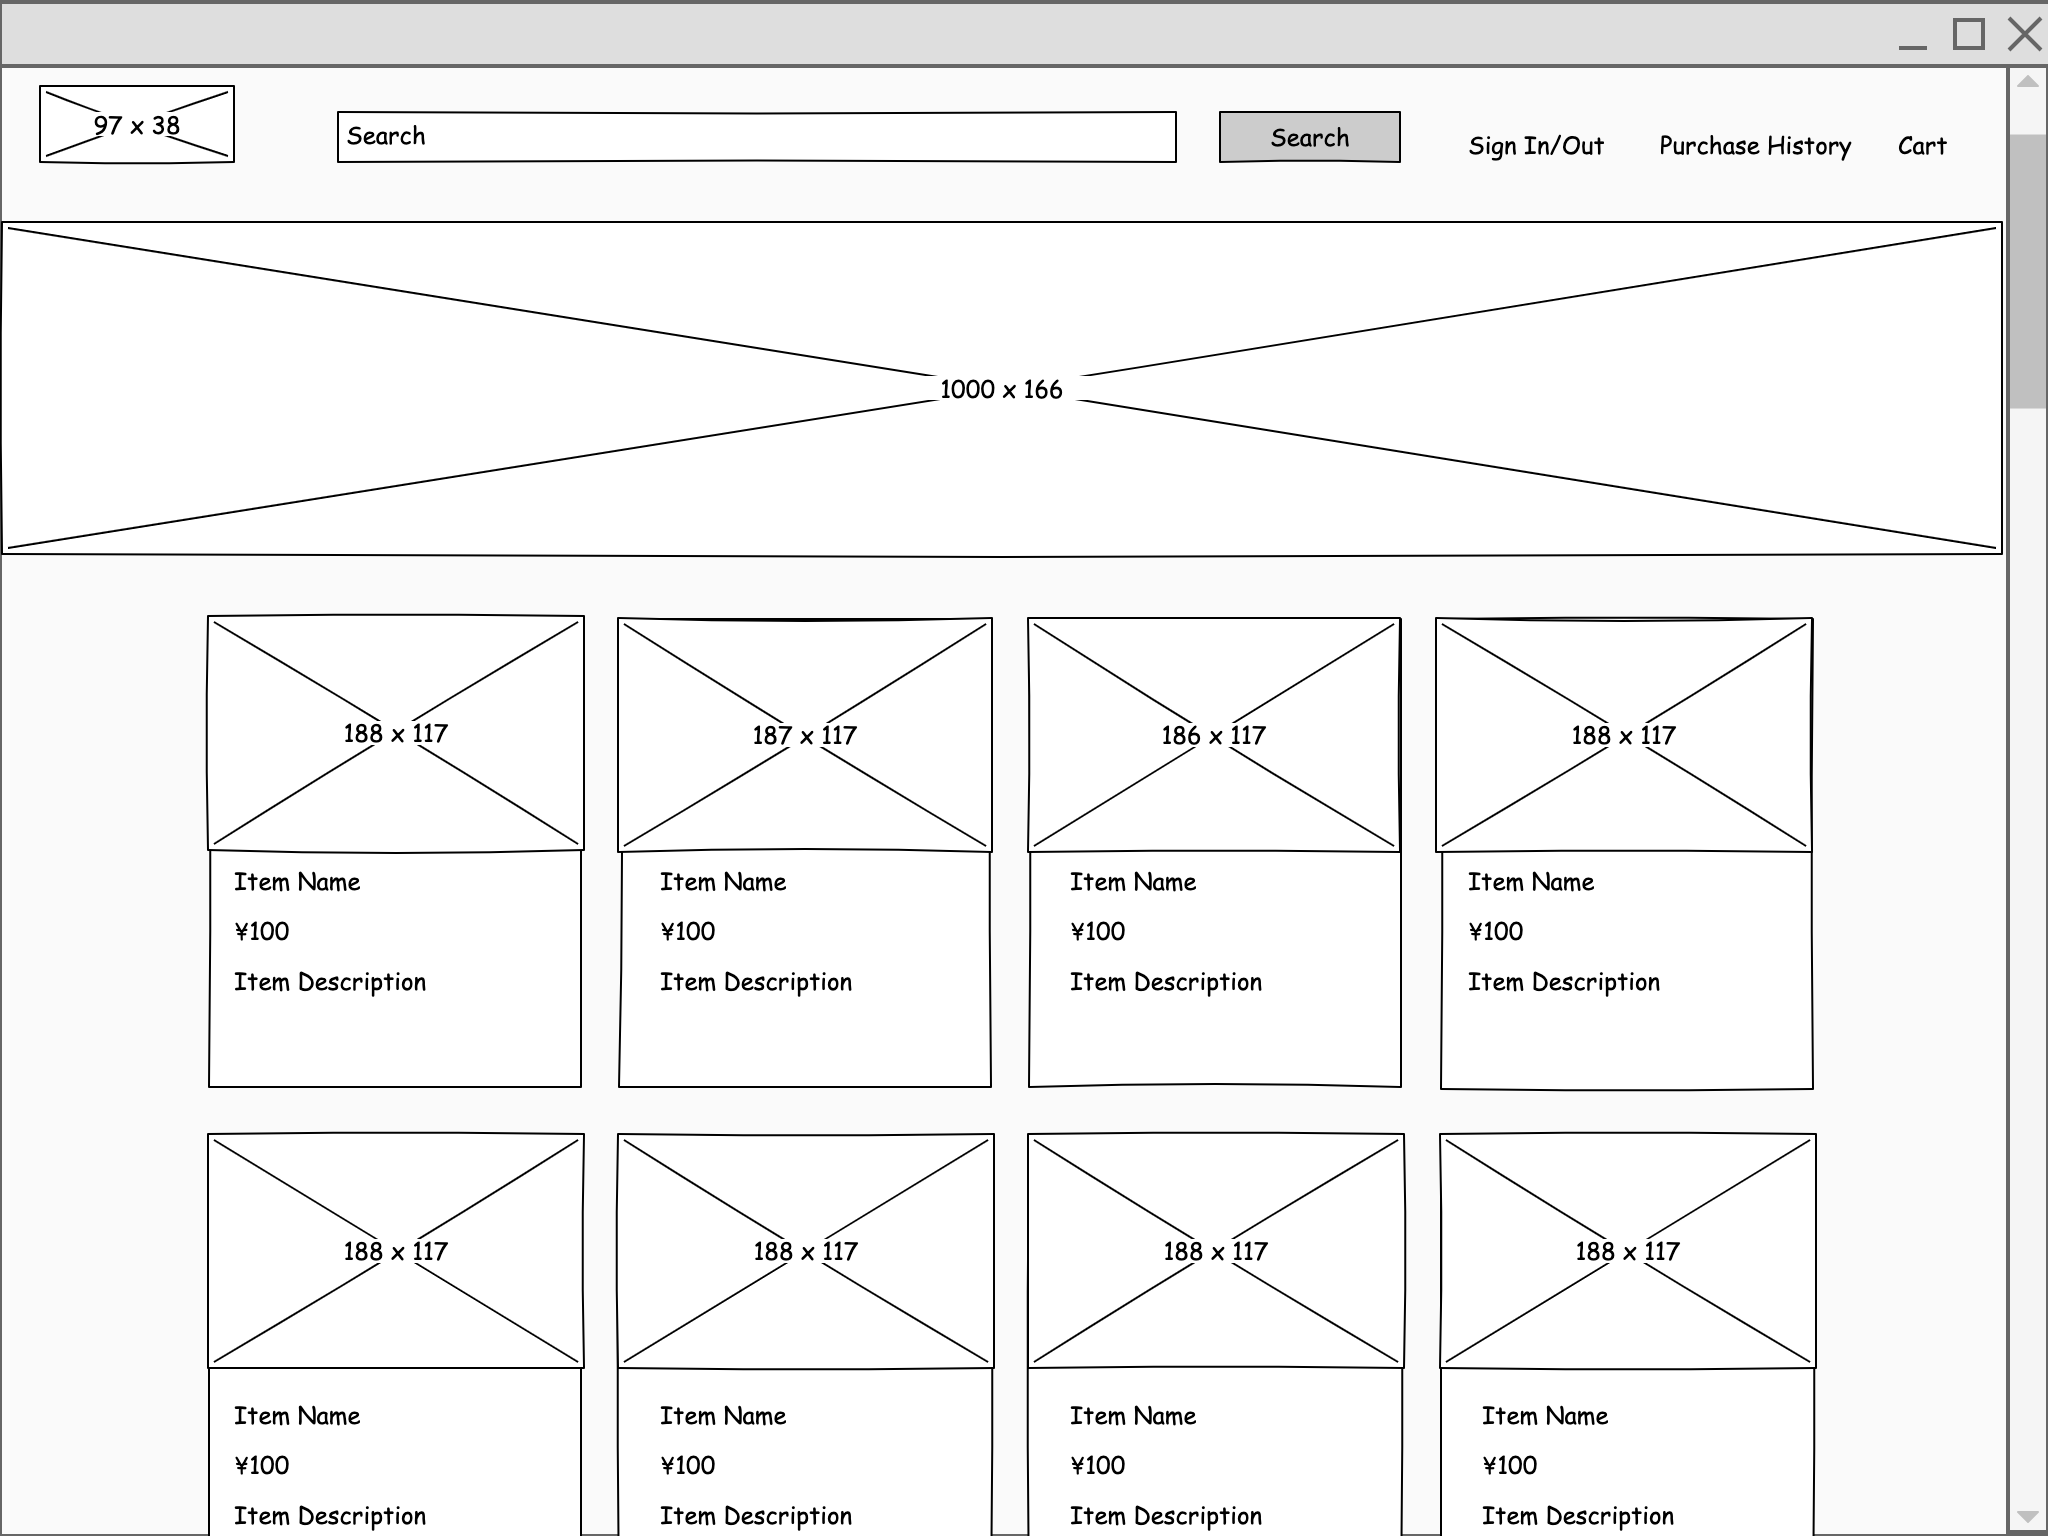 97 x 38
Search
Search
Sign In/Out
Purchase History
Cart
1000 x 166
188 x 117
187 x 117
186 x 117
188 x 117
Item Name
¥100
Item Description
Item Name
¥100
Item Description
Item Name
¥100
Item Description
Item Name
¥100
Item Description
188 x 117
188 x 117
188 x 117
188 x 117
Item Name
¥100
Item Description
Item Name
¥100
Item Description
Item Name
¥100
Item Description
Item Name
¥100
Item Description